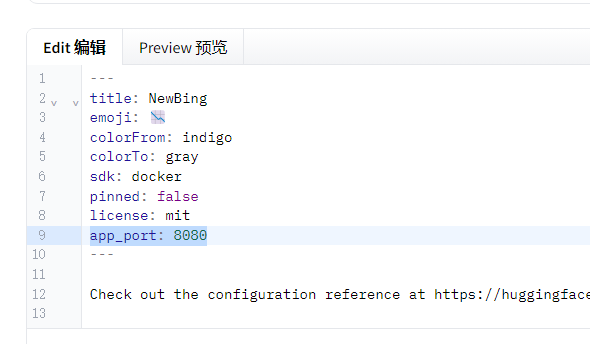 Edit 编辑 Preview 预览
1 ---
2 title: NewBing
3 emoji: 📉
4 colorFrom: indigo
5 colorTo: gray
6 sdk: docker
7 pinned: false
8 license: mit
9 app_port: 8080
10 ---
11
12 Check out the configuration reference at https://huggingface
13